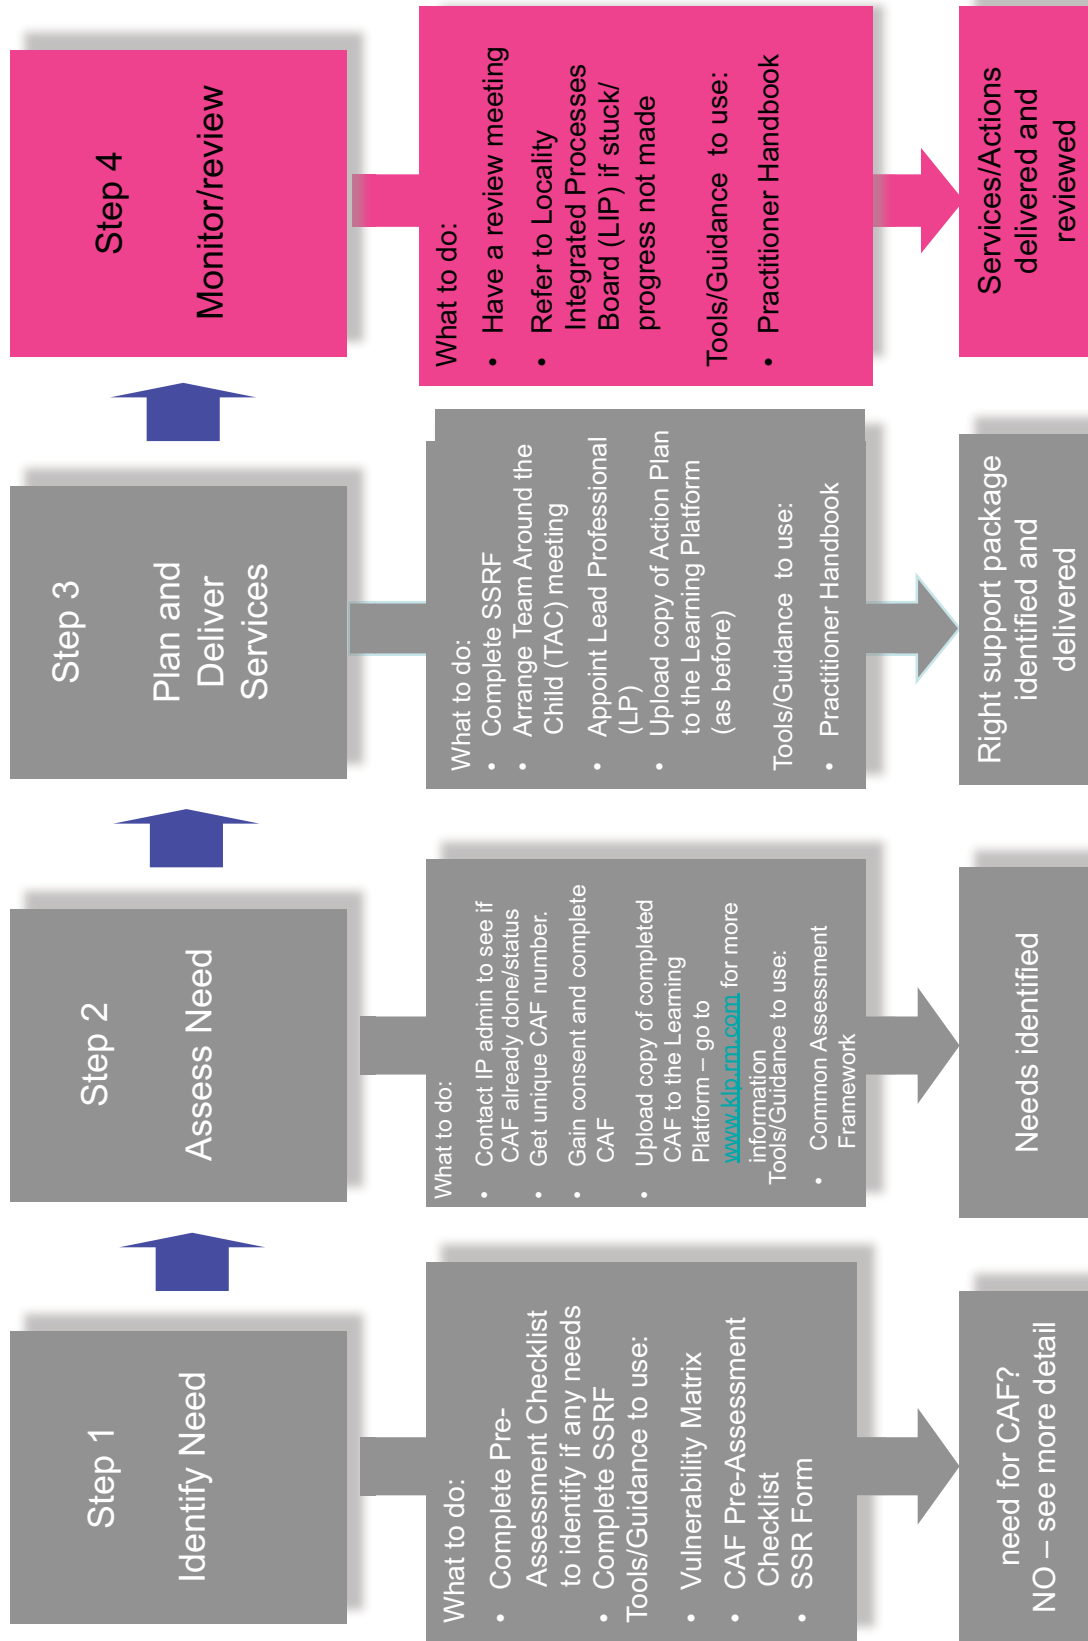 Step 1
Identify Need
What to do:
• Complete Pre-
Assessment Checklist
to identify if any needs
• Complete SSRF
Tools/Guidance to use:
• Vulnerability Matrix
• CAF Pre-Assessment
Checklist
• SSR Form
need for CAF?
NO – see more detail
Step 2
Assess Need
What to do:
• Contact IP admin to see if
CAF already done/status
• Get unique CAF number.
• Gain consent and complete
CAF
• Upload copy of completed
CAF to the Learning
Platform – go to
www.klp.rm.com for more
information
Tools/Guidance to use:
• Common Assessment
Framework
Needs identified
Step 3
Plan and
Deliver
Services
What to do:
• Complete SSRF
• Arrange Team Around the
Child (TAC) meeting
• Appoint Lead Professional
(LP)
• Upload copy of Action Plan
to the Learning Platform
(as before)
Tools/Guidance to use:
• Practitioner Handbook
Right support package
identified and
delivered
Step 4
Monitor/review
What to do:
• Have a review meeting
• Refer to Locality
Integrated Processes
Board (LIP) if stuck/
progress not made
Tools/Guidance to use:
• Practitioner Handbook
Services/Actions
delivered and
reviewed